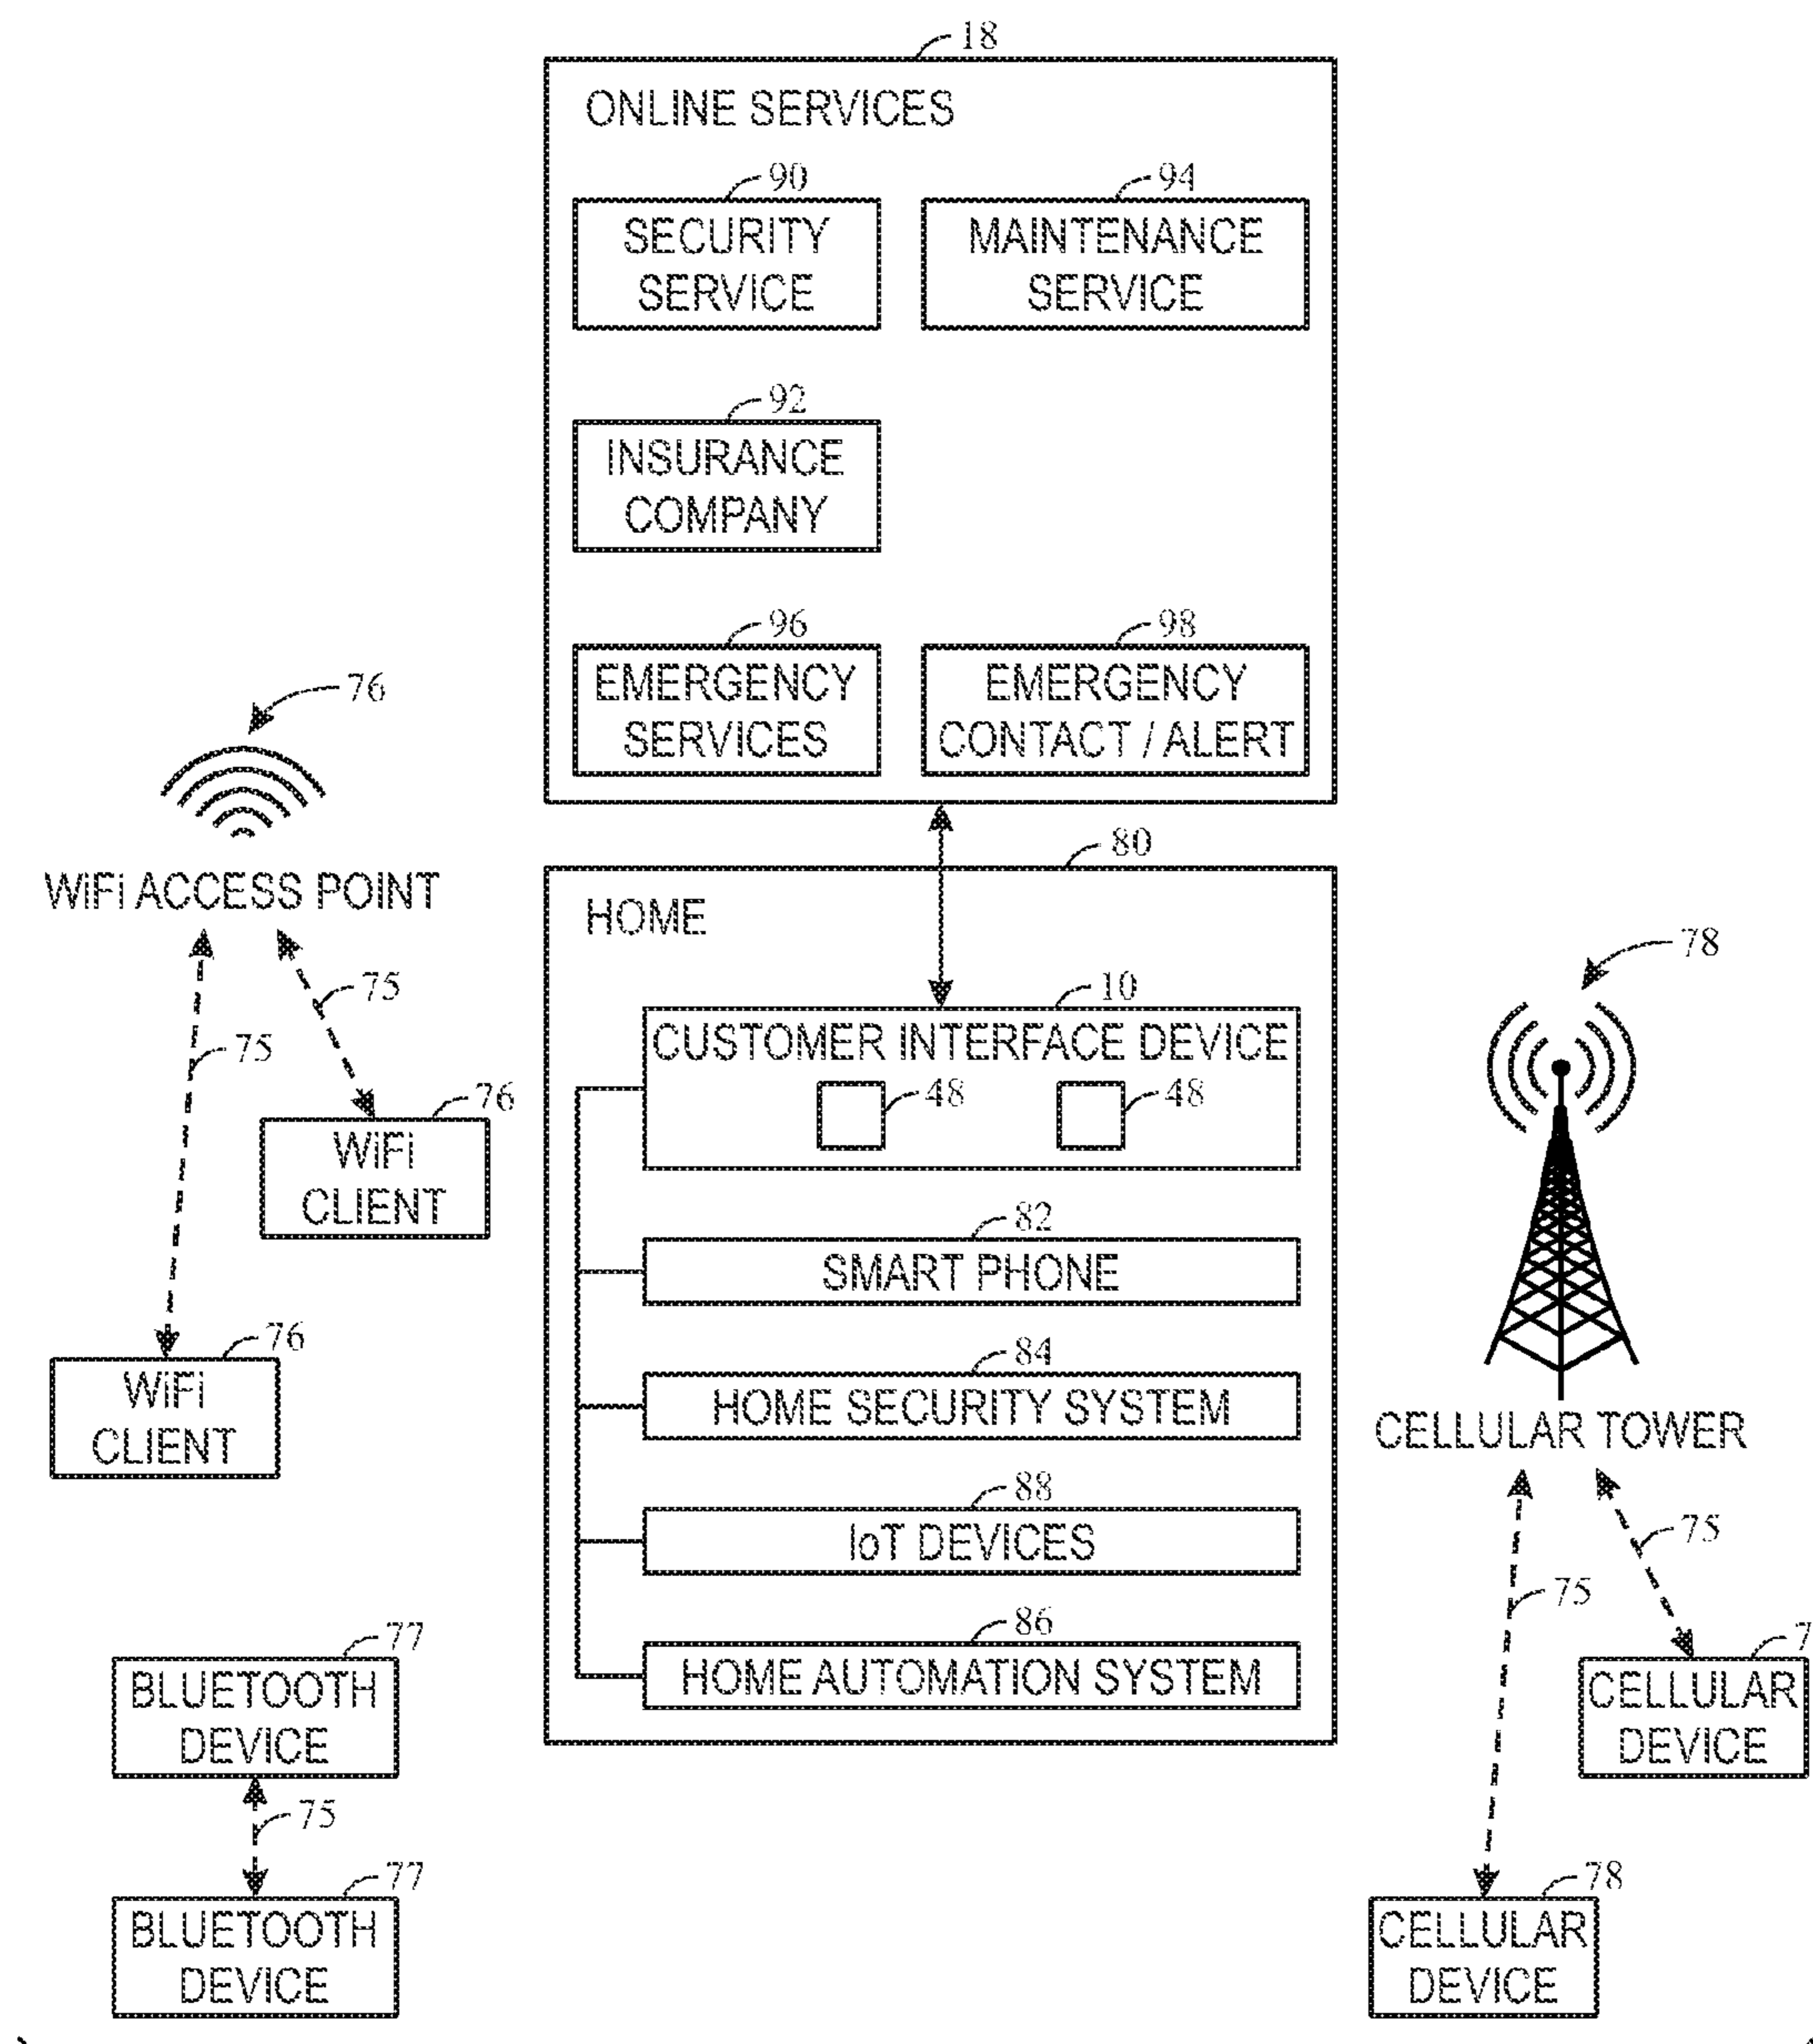 18
ONLINE SERVICES
90
94
SECURITY
SERVICE
MAINTENANCE
SERVICE
92
INSURANCE
COMPANY
96
98
EMERGENCY
SERVICES
EMERGENCY
CONTACT / ALERT
76
WiFi ACCESS POINT
75
75
76
WiFi
CLIENT
76
WiFi
CLIENT
80
HOME
10
CUSTOMER INTERFACE DEVICE
48
48
82
SMART PHONE
84
HOME SECURITY SYSTEM
88
IoT DEVICES
86
HOME AUTOMATION SYSTEM
78
CELLULAR TOWER
75
75
7
CELLULAR
DEVICE
78
CELLULAR
DEVICE
77
BLUETOOTH
DEVICE
75
77
BLUETOOTH
DEVICE